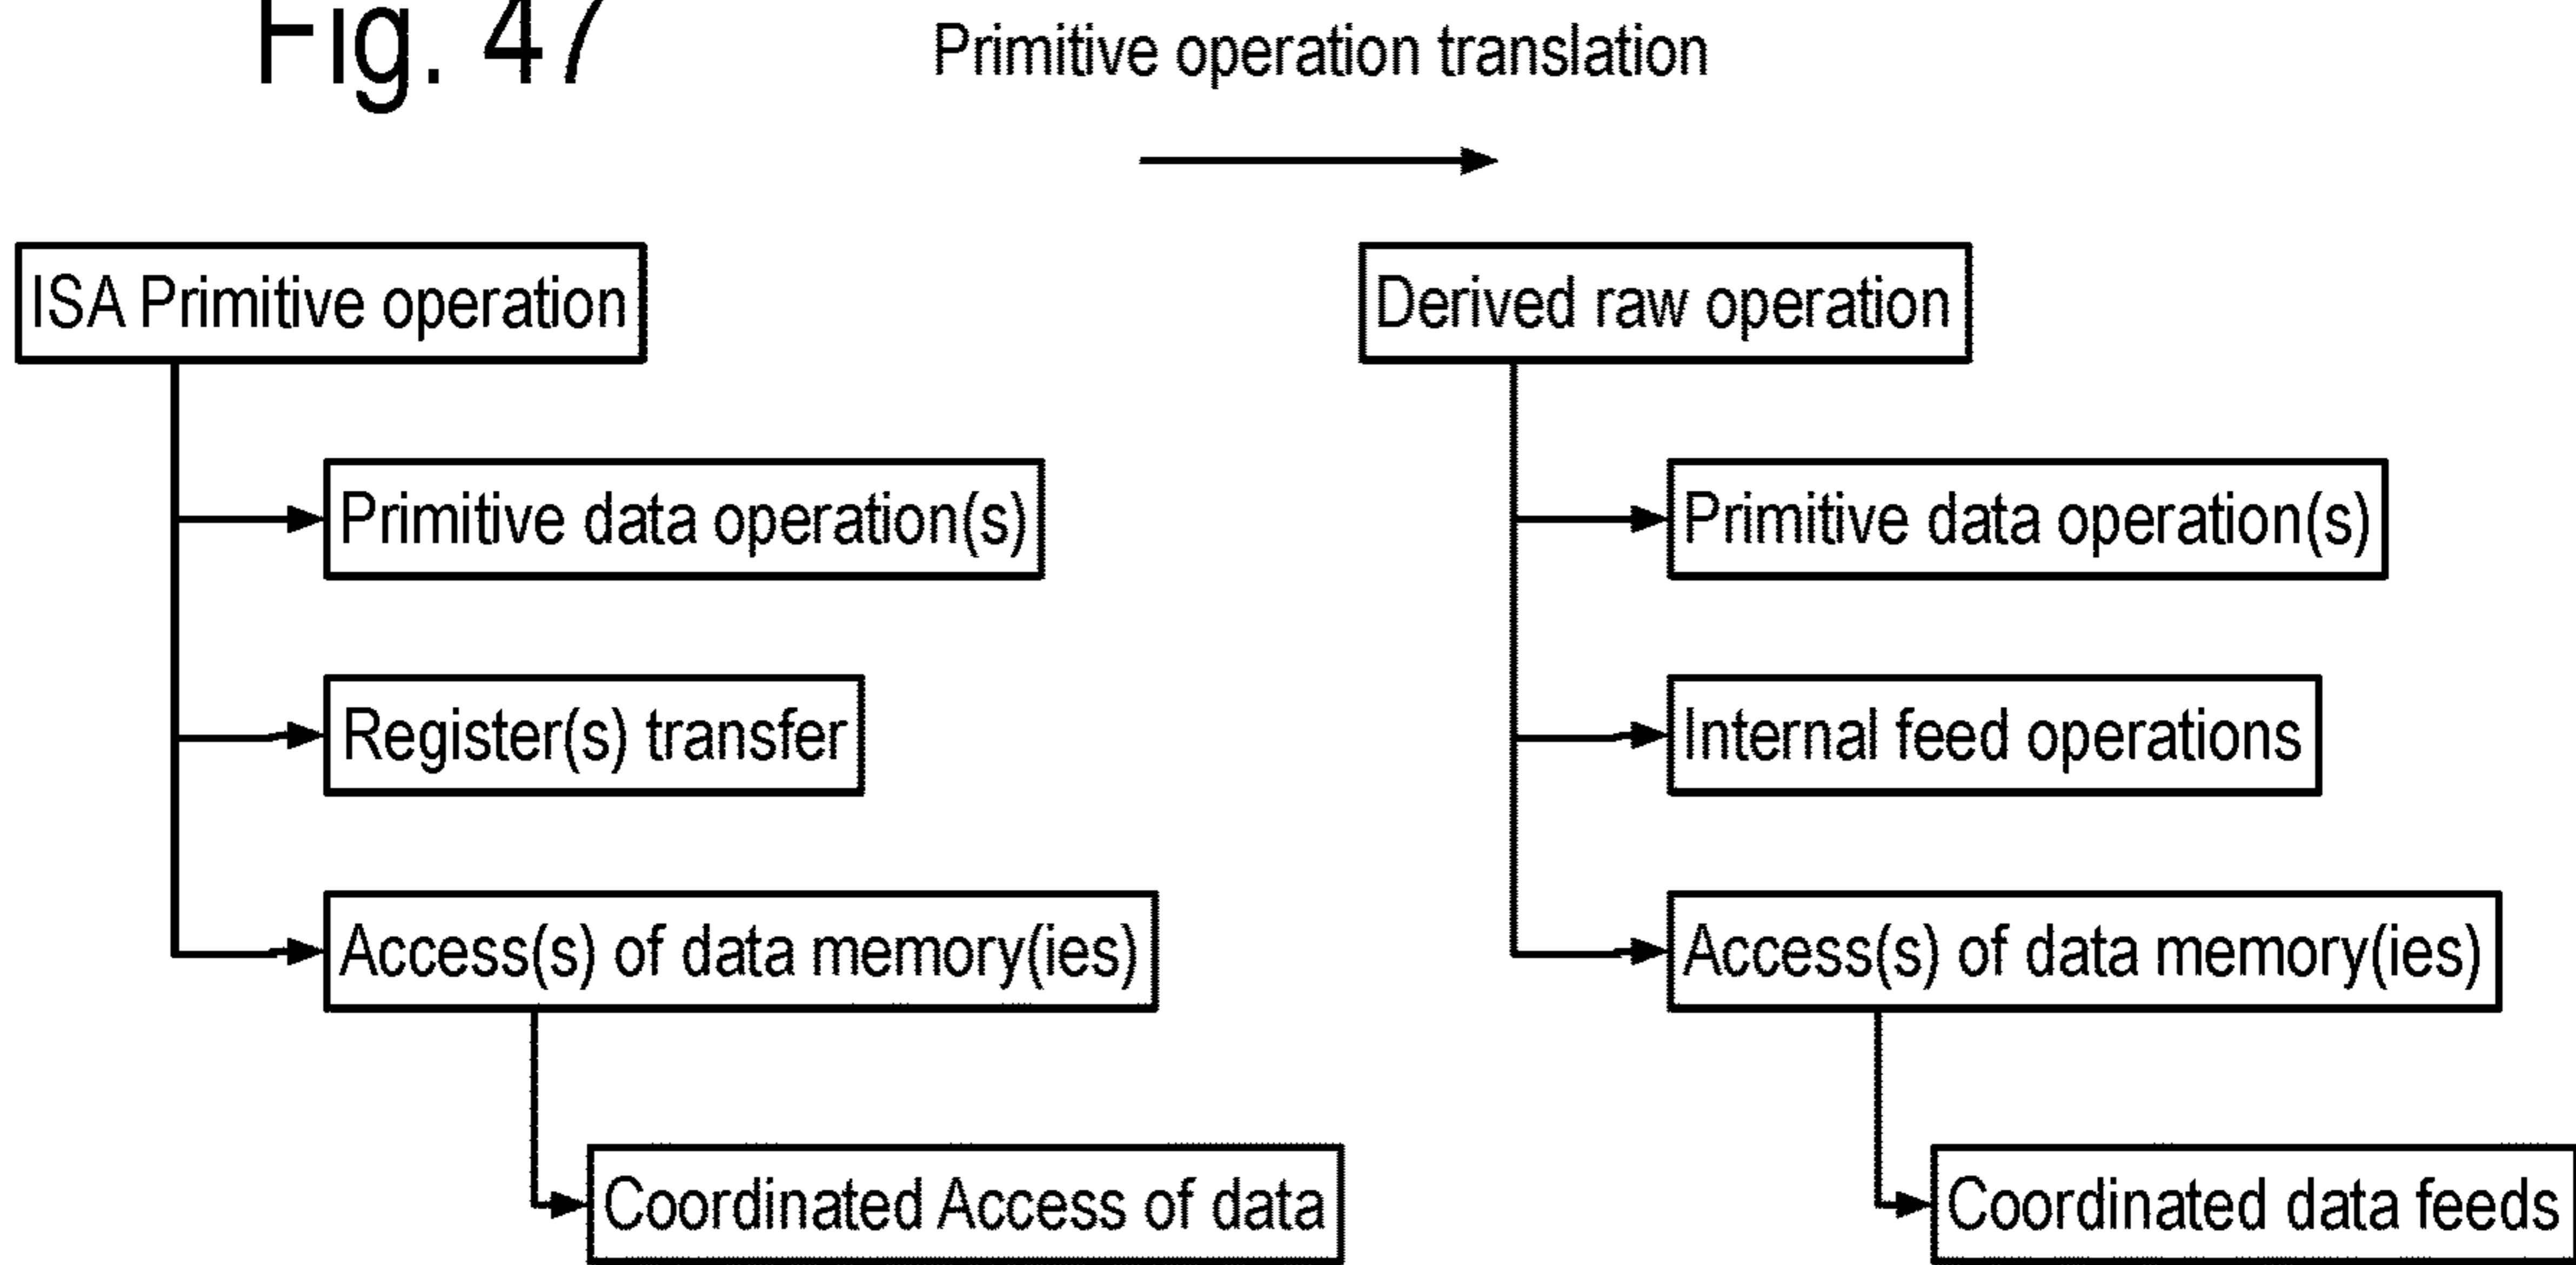 Fig. 47
Primitive operation translation
ISA Primitive operation
Primitive data operation(s)
Register(s) transfer
Access(s) of data memory(ies)
Coordinated Access of data
Derived raw operation
Primitive data operation(s)
Internal feed operations
Access(s) of data memory(ies)
Coordinated data feeds